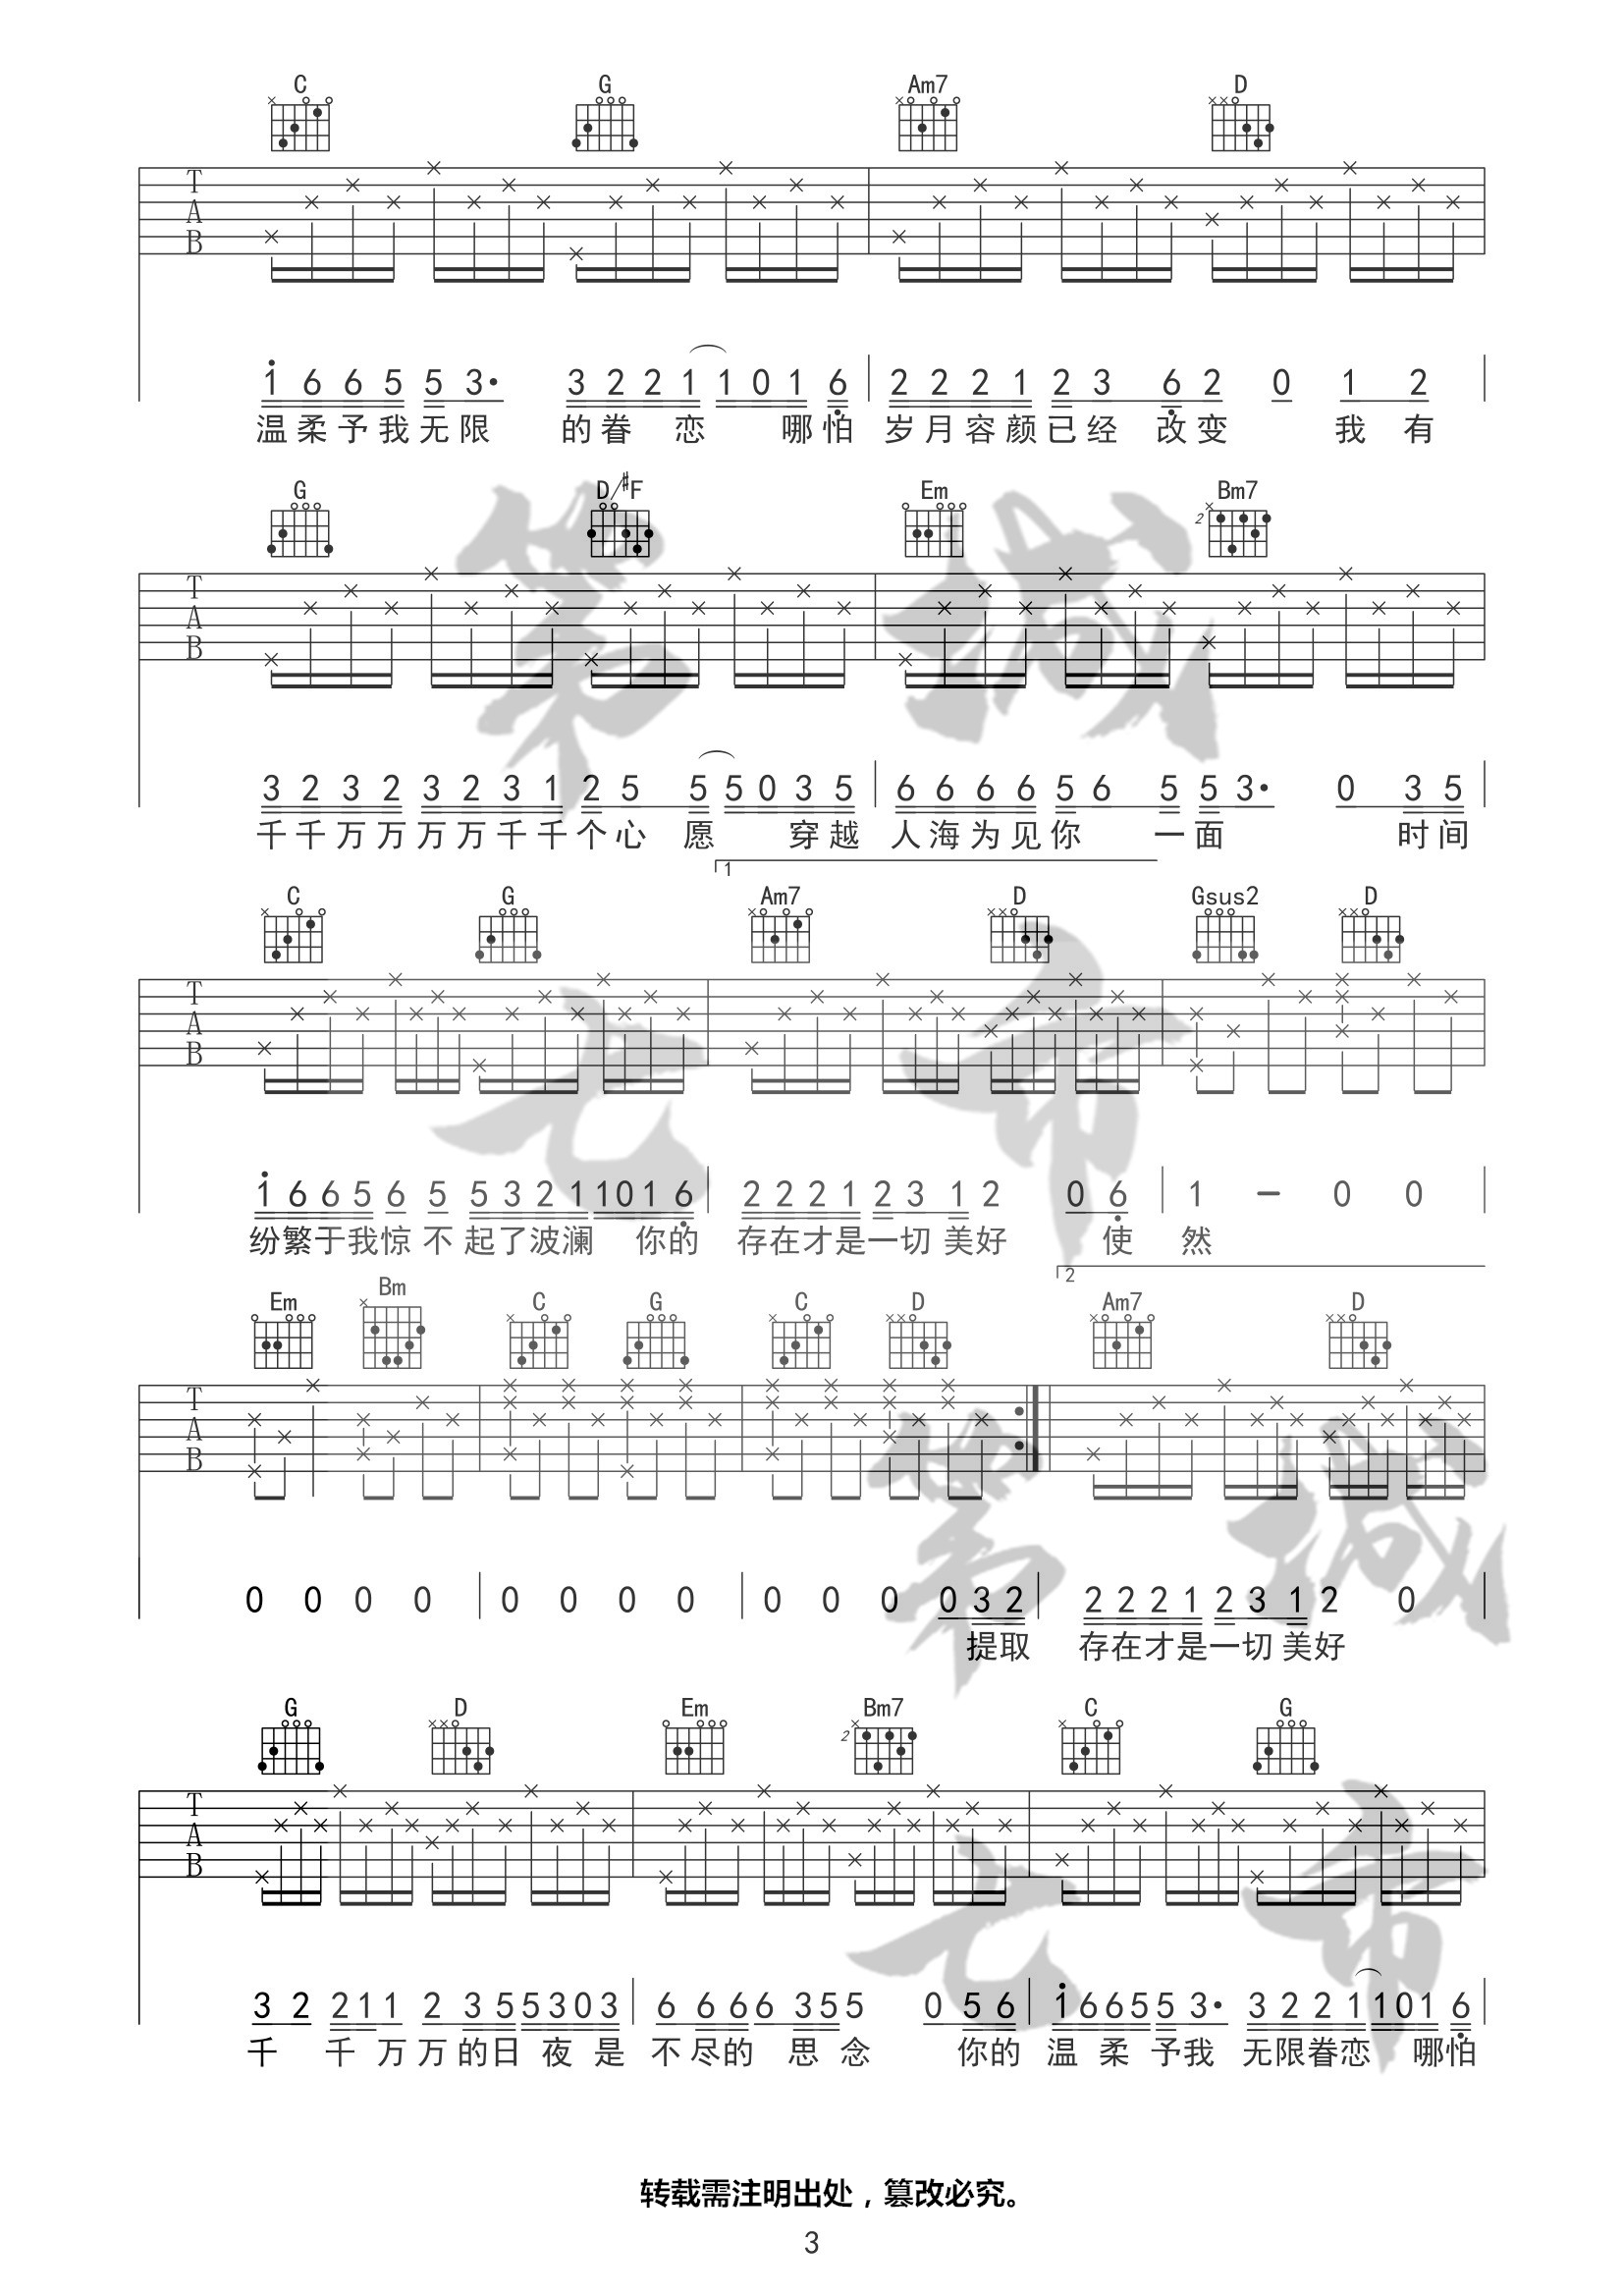 C G Am7 D
T A B
1 6 6 5 5 3· 3 2 2 1 1 0 1 6 2 2 2 1 2 3 6 2 0 1 2
温柔予我无限 的眷 恋 哪怕 岁月容颜已经 改变 我 有
G D/#F Em Bm7
2
T A B
3 2 3 2 3 2 3 1 2 5 5 5 0 3 5 6 6 6 6 5 6 5 5 3· 0 3 5
千千万万万万千千个心 愿 穿越 人海为见你 一面 时间
1
C G Am7 D Gsus2 D
T A B
1 6 6 5 6 5 5 3 2 1 1 0 1 6 2 2 2 1 2 3 1 2 0 6 1 - 0 0
纷繁于我惊 不 起了波澜 你的 存在才是一切 美好 使 然
2
Em Bm C G C D Am7 D
T A B
0 0 0 0 0 0 0 0 0 0 0 0 3 2 2 2 2 1 2 3 1 2 0
提取 存在才是一切 美好
G D Em Bm7 C G
2
T A B
3 2 2 1 1 2 3 5 5 3 0 3 6 6 6 6 3 5 5 0 5 6 1 6 6 5 5 3· 3 2 2 1 1 0 1 6
千 千 万 万 的日 夜 是 不 尽的 思 念 你的 温 柔 予我 无限眷恋 哪怕
第 七 城 市
第 七 城 市
转载需注明出处，篡改必究。
3